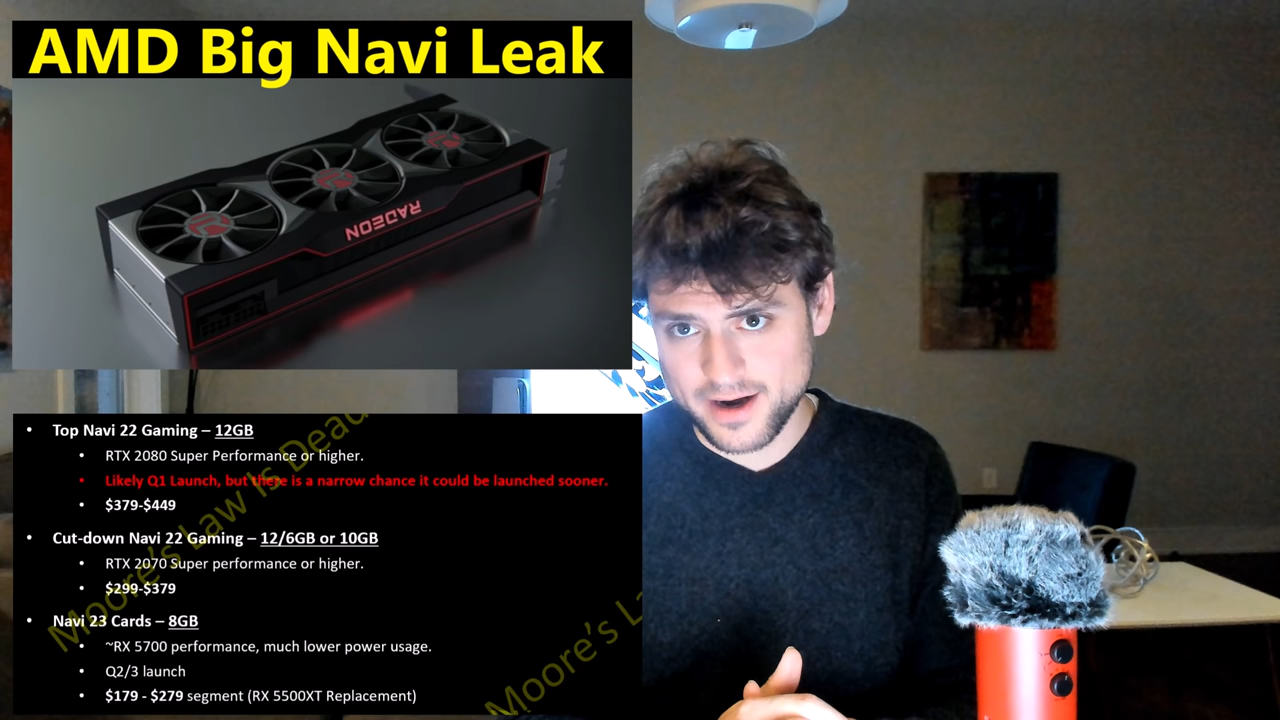 AMD Big Navi Leak
RADEON
• Top Navi 22 Gaming – 12GB
• RTX 2080 Super Performance or higher.
• Likely Q1 Launch, but there is a narrow chance it could be launched sooner.
• $379-$449
• Cut-down Navi 22 Gaming – 12/6GB or 10GB
• RTX 2070 Super performance or higher.
• $299-$379
• Navi 23 Cards – 8GB
• ~RX 5700 performance, much lower power usage.
• Q2/3 launch
• $179 - $279 segment (RX 5500XT Replacement)
Moore's Law Is Dead
Moore's L